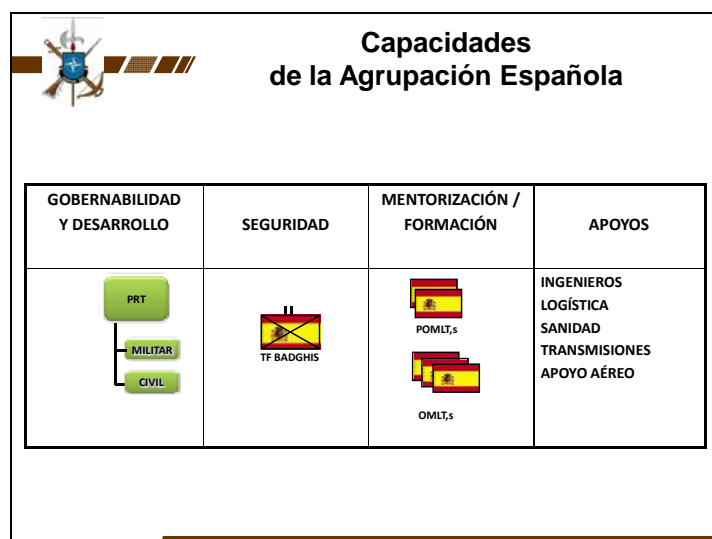 Capacidades
de la Agrupación Española
GOBERNABILIDAD
Y DESARROLLO
SEGURIDAD
MENTORIZACIÓN /
FORMACIÓN
APOYOS
PRT
MILITAR
CIVIL
TF BADGHIS
POMLT,s
OMLT,s
INGENIEROS
LOGÍSTICA
SANIDAD
TRANSMISIONES
APOYO AÉREO